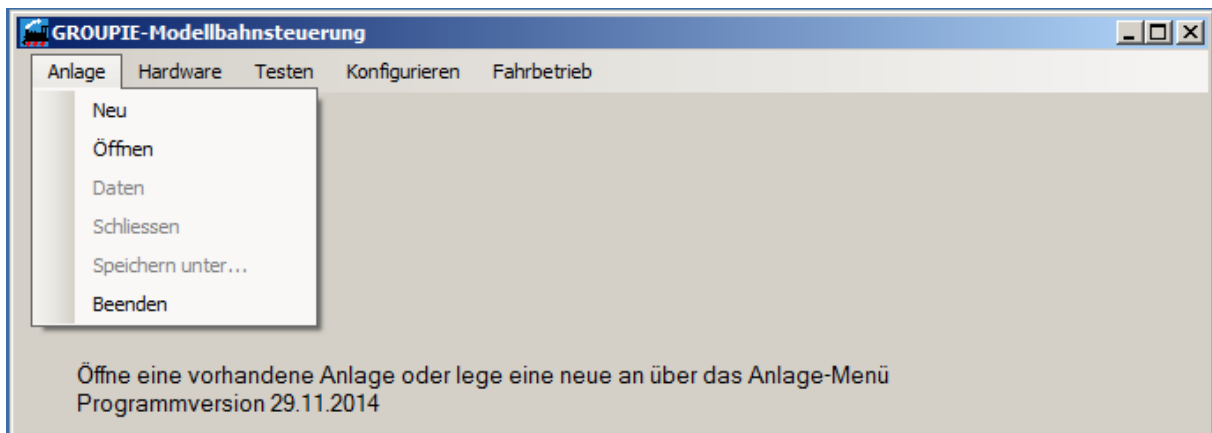 GROUPIE-Modellbahnsteuerung
Anlage Hardware Testen Konfigurieren Fahrbetrieb
Neu
Öffnen
Daten
Schliessen
Speichern unter...
Beenden
Öffne eine vorhandene Anlage oder lege eine neue an über das Anlage-Menü
Programmversion 29.11.2014